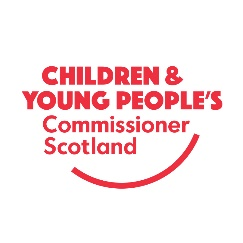 CHILDREN &
YOUNG PEOPLE'S
Commissioner
Scotland